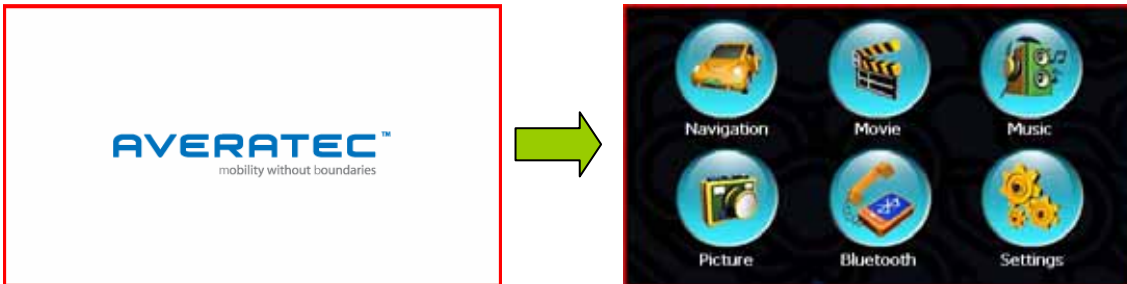 AVERATEC™
mobility without boundaries
Navigation Movie Music
Picture Bluetooth Settings